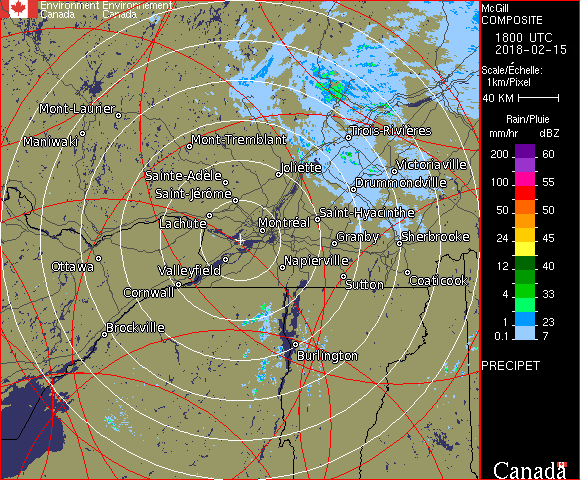 Environment Environnement
Canada Canada
McGill
COMPOSITE
1800 UTC
2018-02-15
Scale/Échelle:
1km/Pixel
40 KM
Rain/Pluie
mm/hr dBZ
200 60
100 55
50 50
24 45
12 40
4 33
1 23
0.1 7
PRECIPET
Canada
Mont-Laurier
Maniwaki
Mont-Tremblant
Trois-Rivières
Sainte-Adèle
Joliette
Victoriaville
Saint-Jérôme
Drummondville
Lachute
Montréal
Saint-Hyacinthe
Ottawa
Valleyfield
Granby
Sherbrooke
Napierville
Cornwall
Sutton
Coaticook
Brockville
Burlington